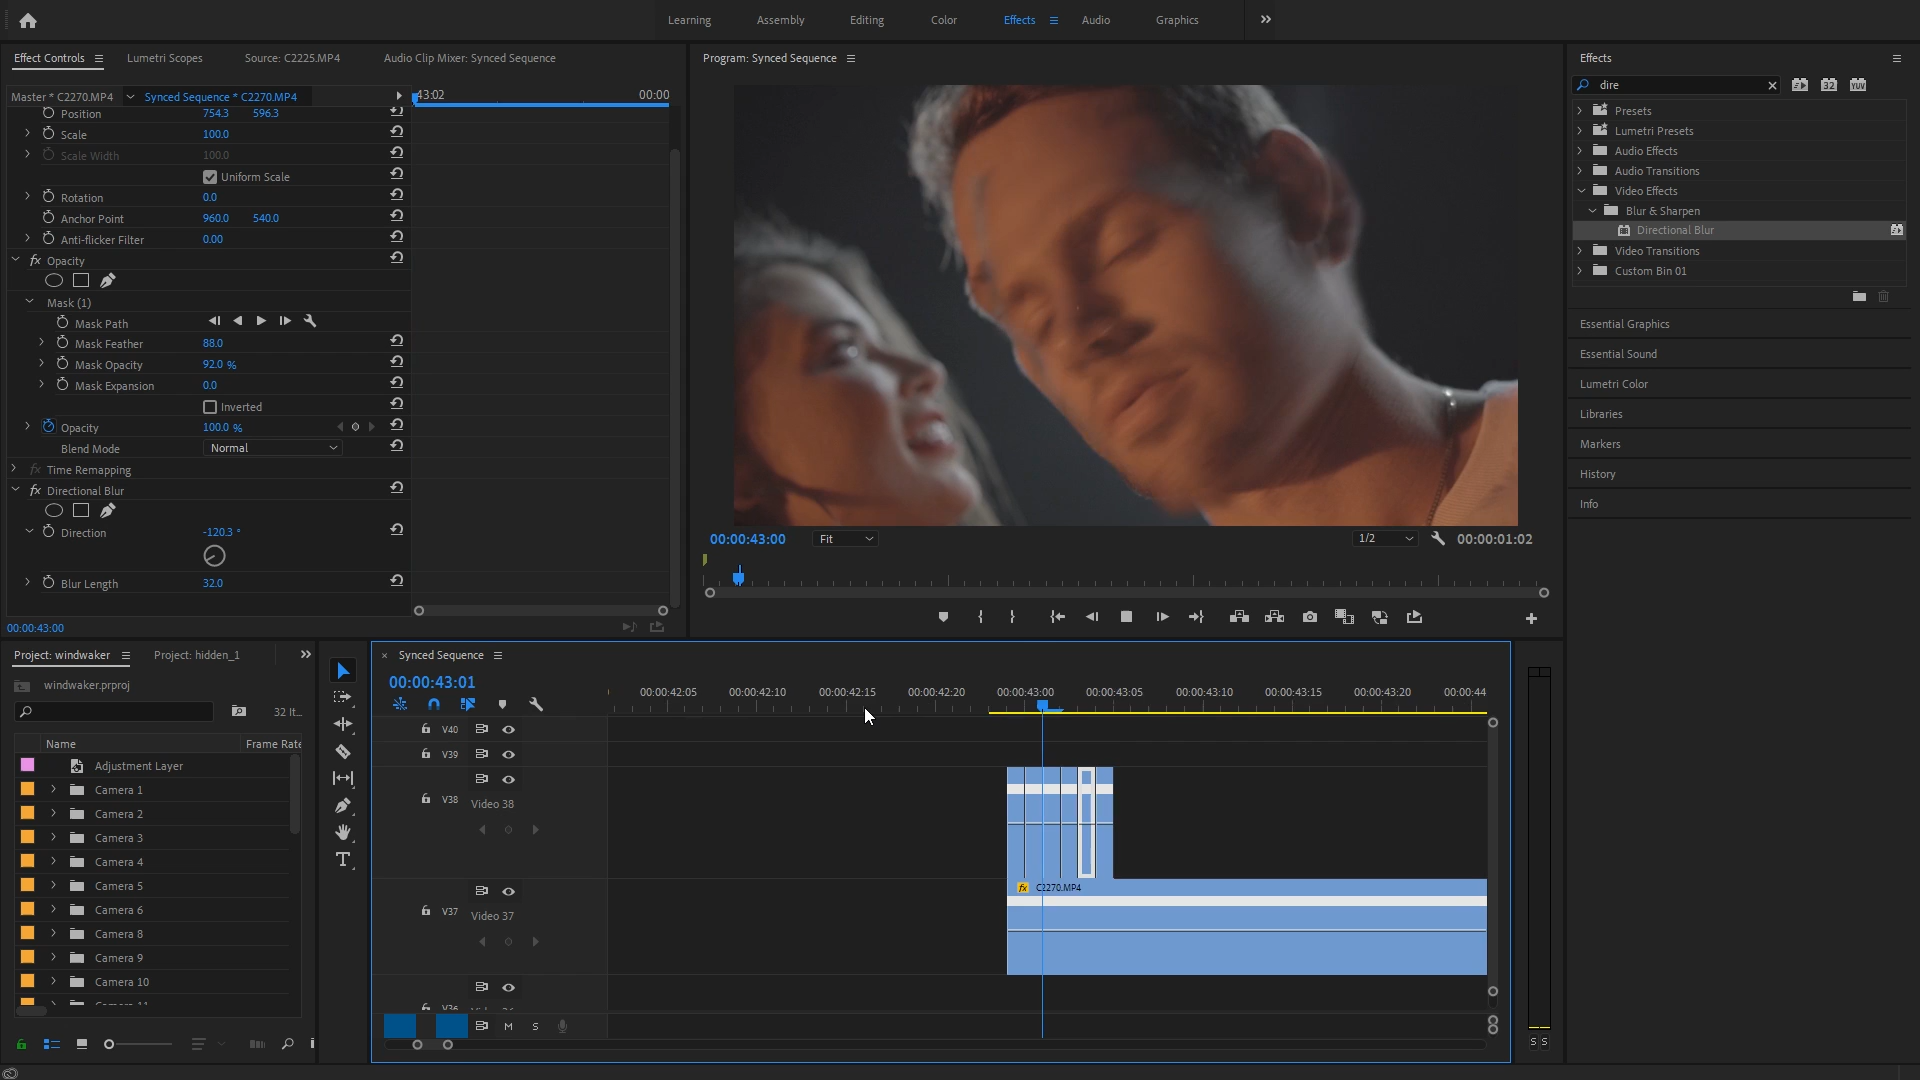 Learning Assembly Editing Color Effects Audio Graphics
Effect Controls Lumetri Scopes Source: C2225.MP4 Audio Clip Mixer: Synced Sequence
Master * C2270.MP4 Synced Sequence * C2270.MP4
43:02 00:00
Position 754.3 596.3
Scale 100.0
Scale Width 100.0
Uniform Scale
Rotation 0.0
Anchor Point 960.0 540.0
Anti-flicker Filter 0.00
fx Opacity
Mask (1)
Mask Path
Mask Feather 88.0
Mask Opacity 92.0 %
Mask Expansion 0.0
Inverted
Opacity 100.0 %
Blend Mode Normal
fx Time Remapping
fx Directional Blur
Direction -120.3 °
Blur Length 32.0
00:00:43:00
Program: Synced Sequence
00:00:43:00 Fit 1/2 00:00:01:02
Effects
dire
32 YUV
Presets
Lumetri Presets
Audio Effects
Audio Transitions
Video Effects
Blur & Sharpen
Directional Blur
Video Transitions
Custom Bin 01
Essential Graphics
Essential Sound
Lumetri Color
Libraries
Markers
History
Info
Project: windwaker Project: hidden_1
windwaker.prproj
32 It...
Name Frame Rate
Adjustment Layer
Camera 1
Camera 2
Camera 3
Camera 4
Camera 5
Camera 6
Camera 8
Camera 9
Camera 10
Camera 11
× Synced Sequence
00:00:43:01
00:00:42:05 00:00:42:10 00:00:42:15 00:00:42:20 00:00:43:00 00:00:43:05 00:00:43:10 00:00:43:15 00:00:43:20 00:00:44
V40
V39
V38 Video 38
fx C2270.MP4
V37 Video 37
V36
M S
S S